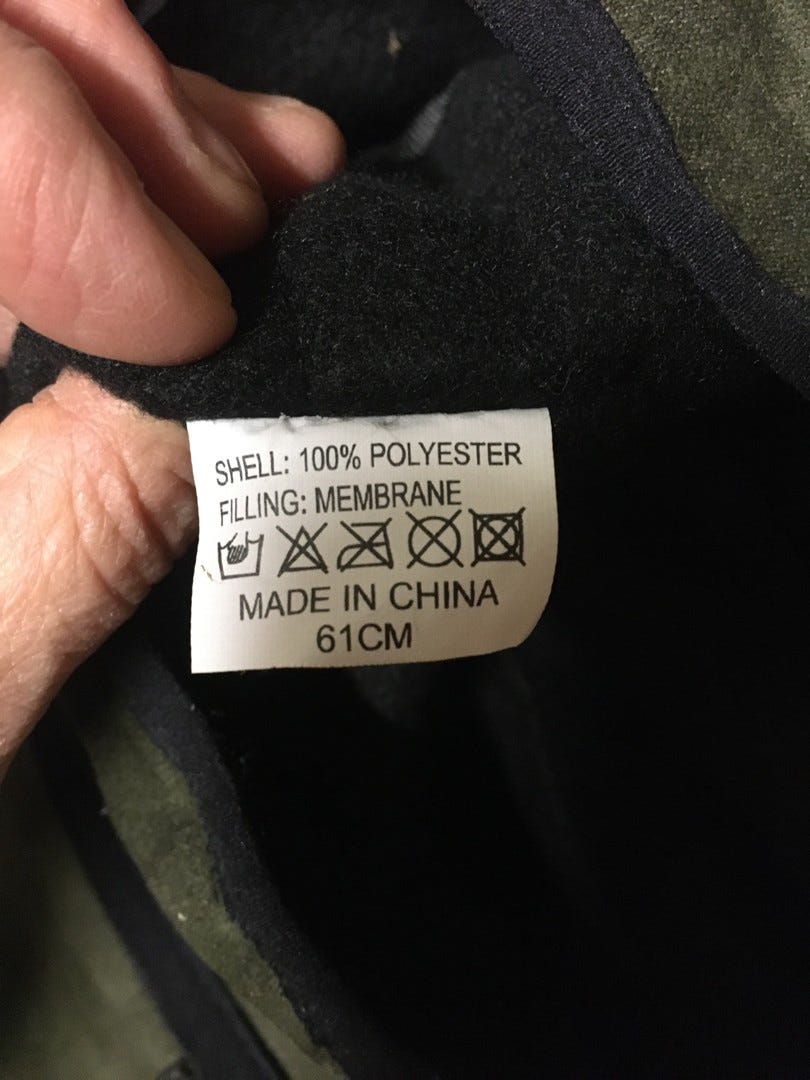 SHELL: 100% POLYESTER
FILLING: MEMBRANE
MADE IN CHINA
61CM